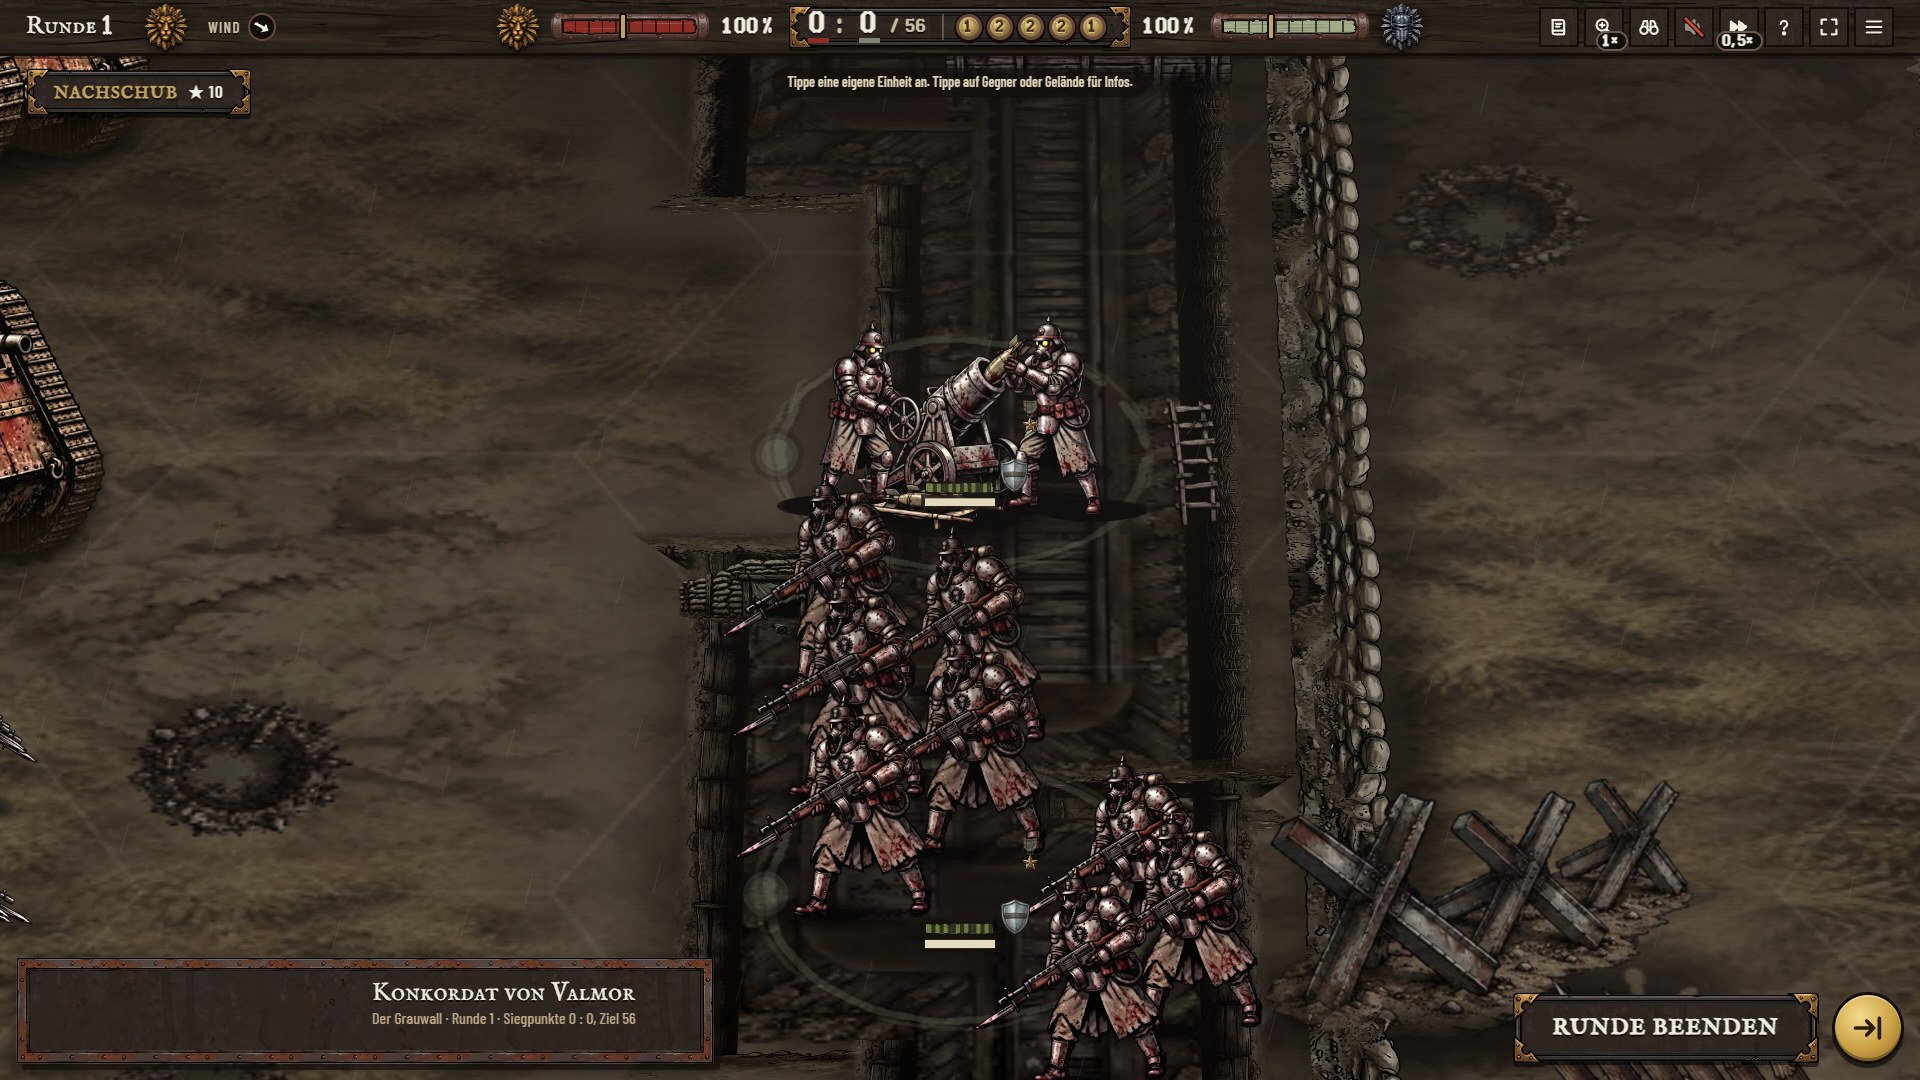 Runde 1
WIND
100 %
0 : 0 / 56
1 2 2 2 1
100 %
1×
0,5×
?
NACHSCHUB ★ 10
Tippe eine eigene Einheit an. Tippe auf Gegner oder Gelände für Infos.
Konkordat von Valmor
Der Grauwall · Runde 1 · Siegpunkte 0 : 0, Ziel 56
RUNDE BEENDEN